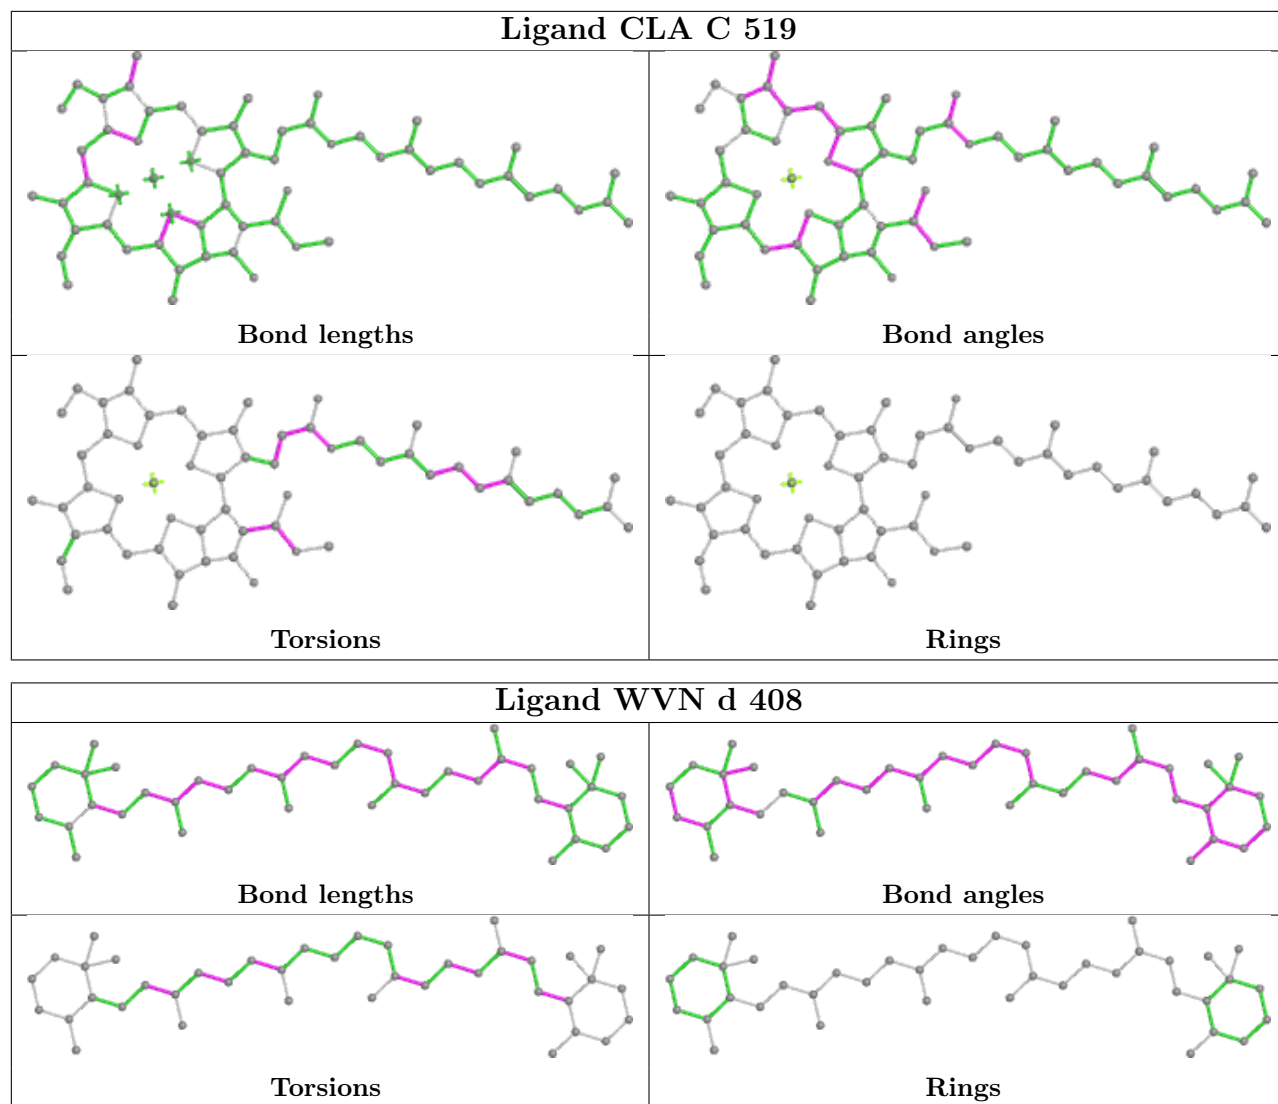 Ligand CLA C 519
Bond lengths
Bond angles
Torsions
Rings
Ligand WVN d 408
Bond lengths
Bond angles
Torsions
Rings